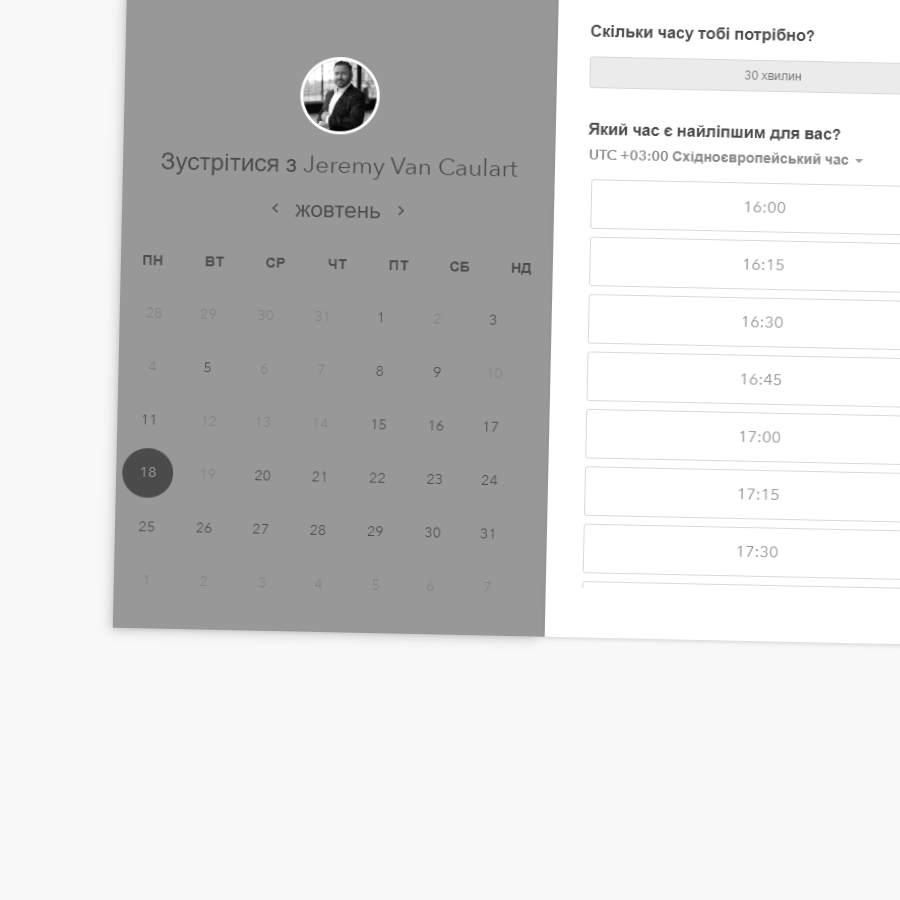 Зустрітися з Jeremy Van Caulart
жовтень
ПН ВТ СР ЧТ ПТ СБ НД
28 29 30 31 1 2 3
4 5 6 7 8 9 10
11 12 13 14 15 16 17
18 19 20 21 22 23 24
25 26 27 28 29 30 31
1 2 3 4 5 6 7
Скільки часу тобі потрібно?
30 хвилин
Який час є найліпшим для вас?
UTC +03:00 Східноєвропейський час
16:00
16:15
16:30
16:45
17:00
17:15
17:30